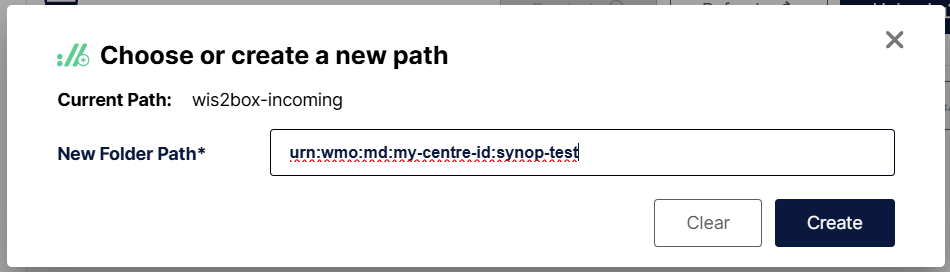 Choose or create a new path
Current Path: wis2box-incoming
New Folder Path* urn:wmo:md:my-centre-id:synop-test
Clear Create